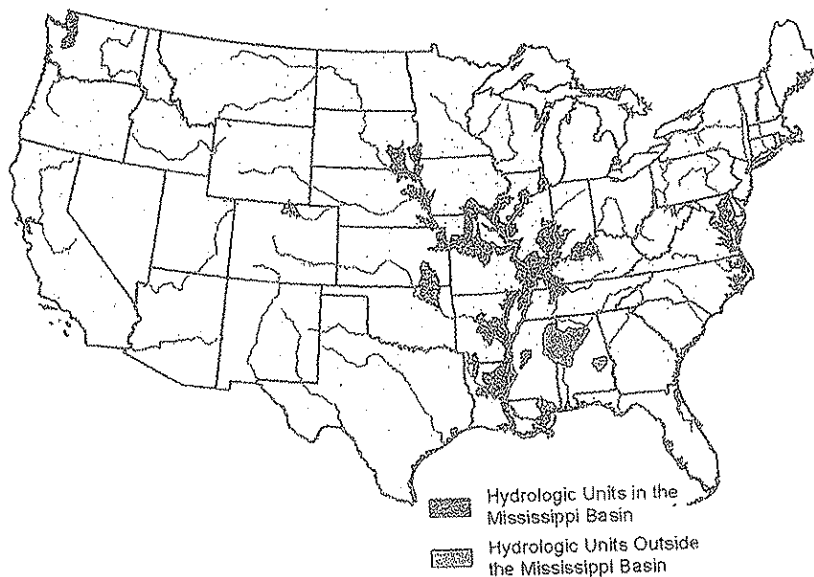 Hydrologic Units in the
Mississippi Basin
Hydrologic Units Outside
the Mississippi Basin